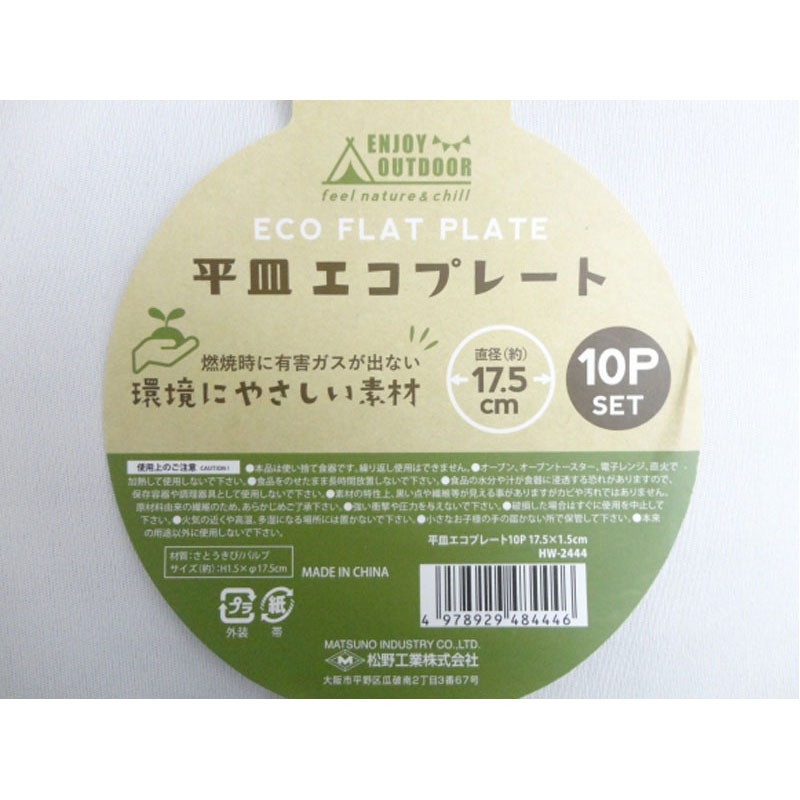 ENJOY
OUTDOOR
feel nature & chill
ECO FLAT PLATE
平皿 エコプレート
燃焼時に有害ガスが出ない
環境にやさしい素材
直径(約)
17.5
cm
10P
SET
使用上のご注意 CAUTION! ●本品は使い捨て食器です。繰り返し使用はできません。●オーブン、オーブントースター、電子レンジ、直火で
加熱して使用しないで下さい。●食品をのせたまま長時間放置しないで下さい。●食品の水分や汁が食器に浸透する恐れがありますので、
保存容器や調理器具として使用しないで下さい。●素材の特性上、黒い点や繊維等が見える事がありますがカビや汚れではありません。
原材料由来の繊維のため、あらかじめご了承下さい。●強い衝撃や圧力を与えないで下さい。●破損した場合はすぐに使用を中止して
下さい。●火気の近くや高温、多湿になる場所には置かないで下さい。●小さなお子様の手の届かない所で保管して下さい。●本来
の用途以外に使用しないで下さい。
材質:さとうきび/パルプ
サイズ(約):H1.5×φ17.5cm
MADE IN CHINA
プラ
外装
紙
帯
平皿エコプレート10P 17.5×1.5cm
HW-2444
4 978929 484446
MATSUNO INDUSTRY CO.,LTD.
M 松野工業株式会社
大阪市平野区瓜破南2丁目3番67号